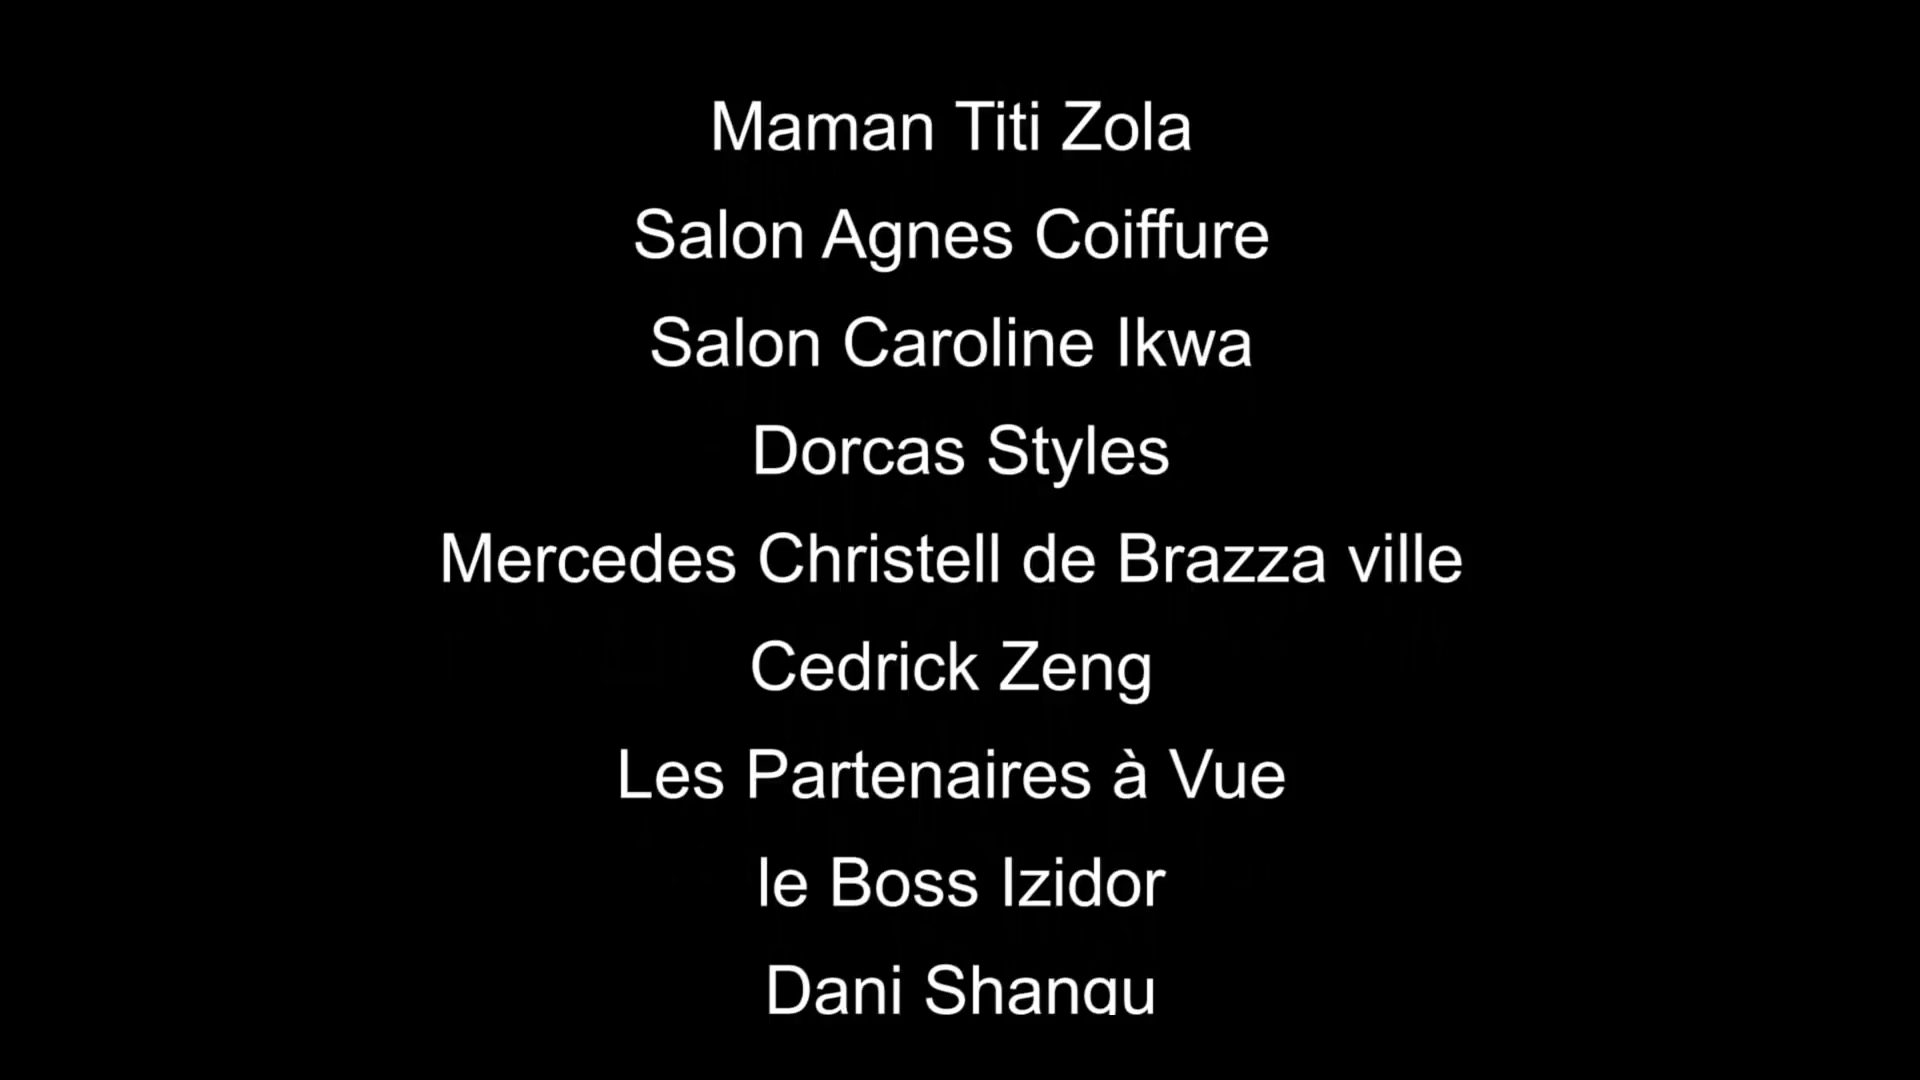 Maman Titi Zola
Salon Agnes Coiffure
Salon Caroline Ikwa
Dorcas Styles
Mercedes Christell de Brazza ville
Cedrick Zeng
Les Partenaires à Vue
le Boss Izidor
Dani Shangu